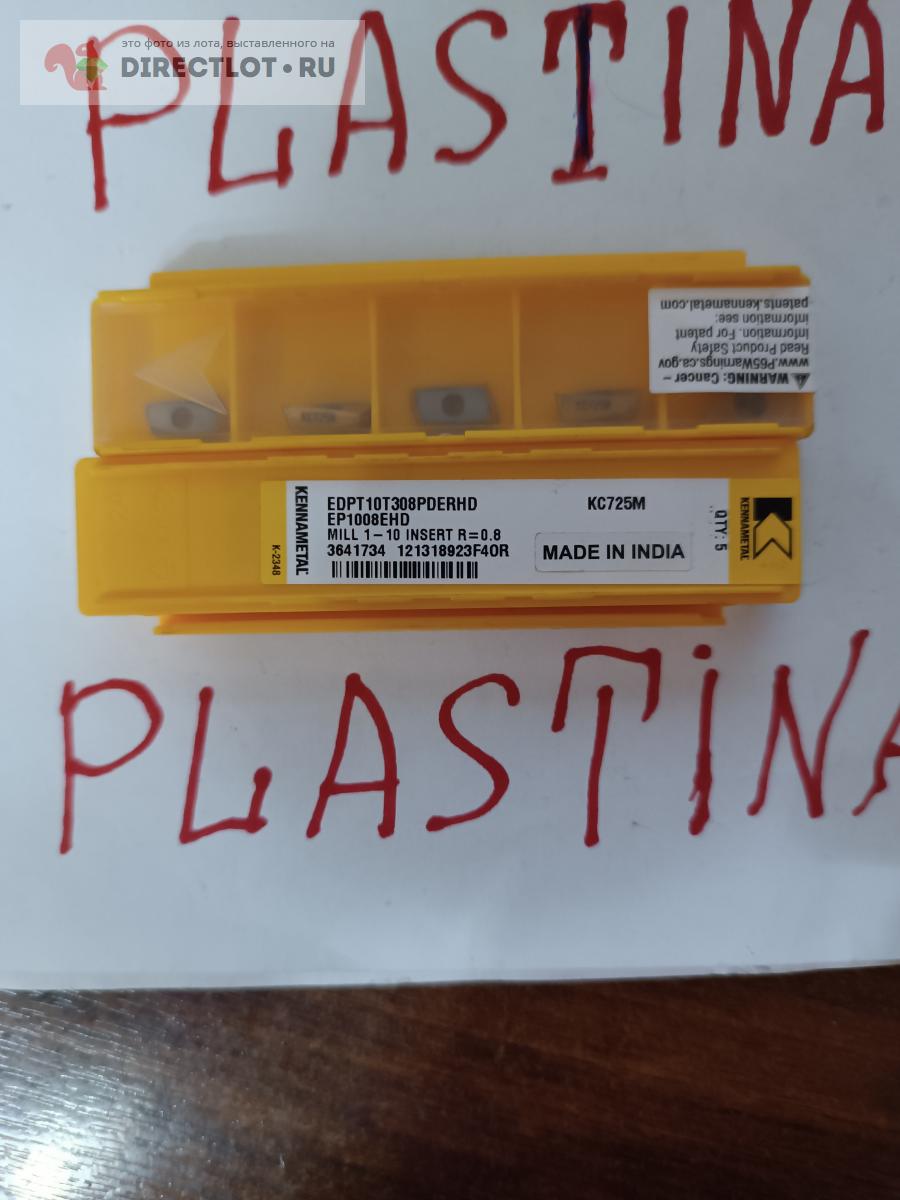 это фото из лота, выставленного на
DIRECTLOT.RU
PLASTINA
WARNING: Cancer –
www.P65Warnings.ca.gov
Read Product Safety
information. For patent
information see:
patents.kennametal.com
KENNAMETAL
K-2348
EDPT10T308PDERHD
EP1008EHD
MILL 1-10 INSERT R=0.8
3641734 121318923F40R
KC725M
MADE IN INDIA
QTY: 5
KENNAMETAL
PLASTiNA